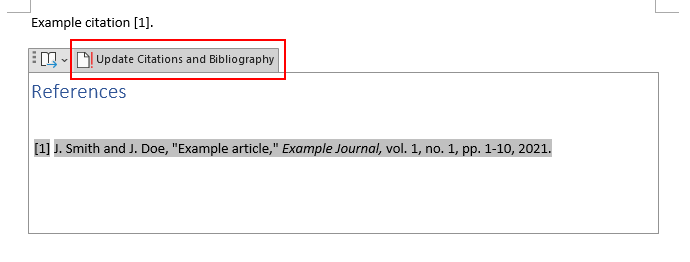 Example citation [1].
Update Citations and Bibliography
References
[1] J. Smith and J. Doe, "Example article," Example Journal, vol. 1, no. 1, pp. 1-10, 2021.